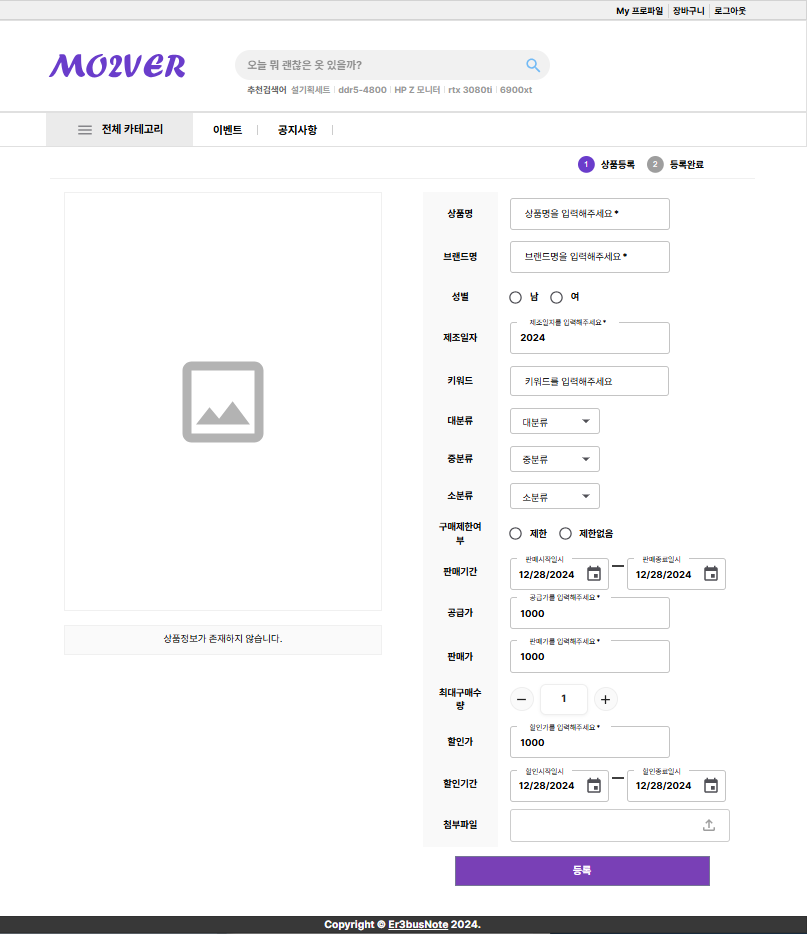 My 프로파일 장바구니 로그아웃
MO2VER
오늘 뭐 괜찮은 옷 있을까?
추천검색어 설기획세트 ddr5-4800 HP Z 모니터 rtx 3080ti 6900xt
전체 카테고리 이벤트 공지사항
1 상품등록 2 등록완료
상품명 상품명을 입력해주세요 *
브랜드명 브랜드명을 입력해주세요 *
성별 남 여
제조일자를 입력해주세요 *
제조일자 2024
키워드 키워드를 입력해주세요
대분류 대분류
중분류 중분류
소분류 소분류
구매제한여
부
제한 제한없음
판매시작일시 판매종료일시
판매기간 12/28/2024 12/28/2024
공급가를 입력해주세요 *
공급가 1000
상품정보가 존재하지 않습니다.
판매가를 입력해주세요 *
판매가 1000
최대구매수
량
1
할인가를 입력해주세요 *
할인가 1000
할인시작일시 할인종료일시
할인기간 12/28/2024 12/28/2024
첨부파일
등록
Copyright © Er3busNote 2024.